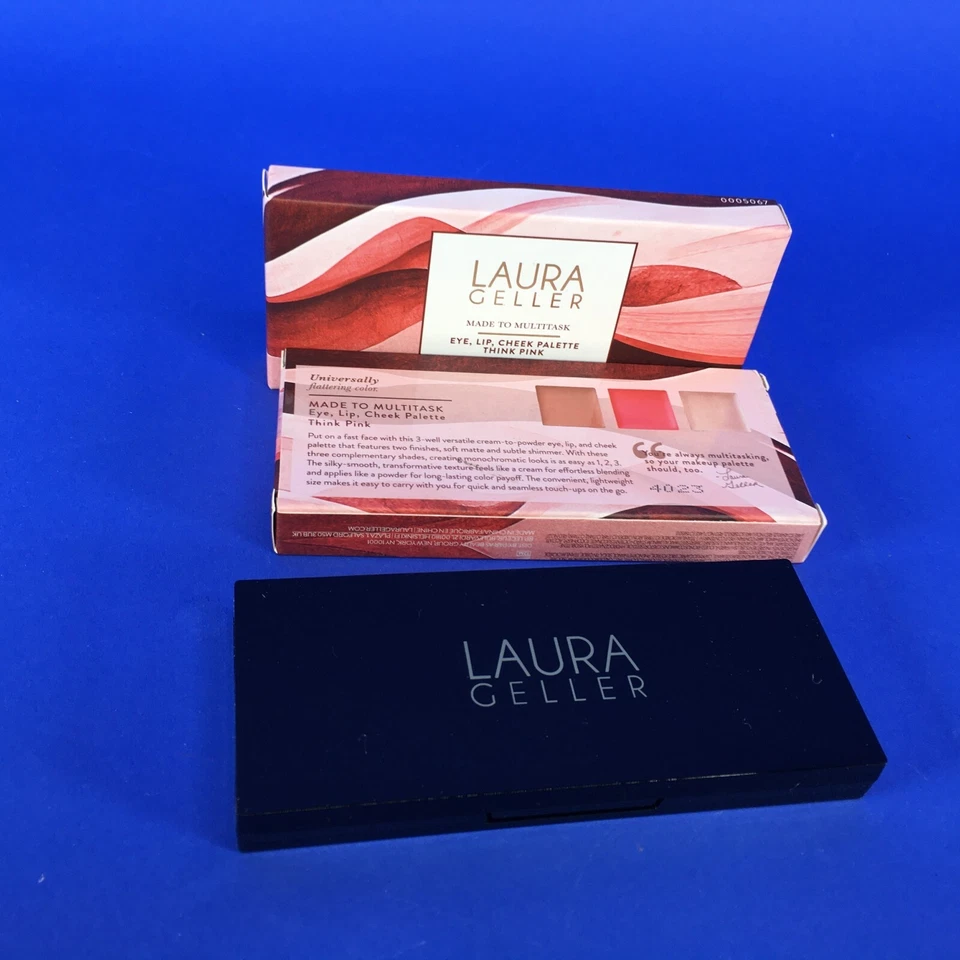 0005067
LAURA
GELLER
MADE TO MULTITASK
EYE, LIP, CHEEK PALETTE
THINK PINK
Universally
flattering color.
MADE TO MULTITASK
Eye, Lip, Cheek Palette
Think Pink
Put on a fast face with this 3-well versatile cream-to-powder eye, lip, and cheek
palette that features two finishes, soft matte and subtle shimmer. With these
three complementary shades, creating monochromatic looks is as easy as 1, 2, 3.
The silky-smooth, transformative texture feels like a cream for effortless blending
and applies like a powder for long-lasting color payoff. The convenient, lightweight
size makes it easy to carry with you for quick and seamless touch-ups on the go.
“You're always multitasking.
So your makeup palette
should, too.
Laura
Geller
4023
LAURA
GELLER